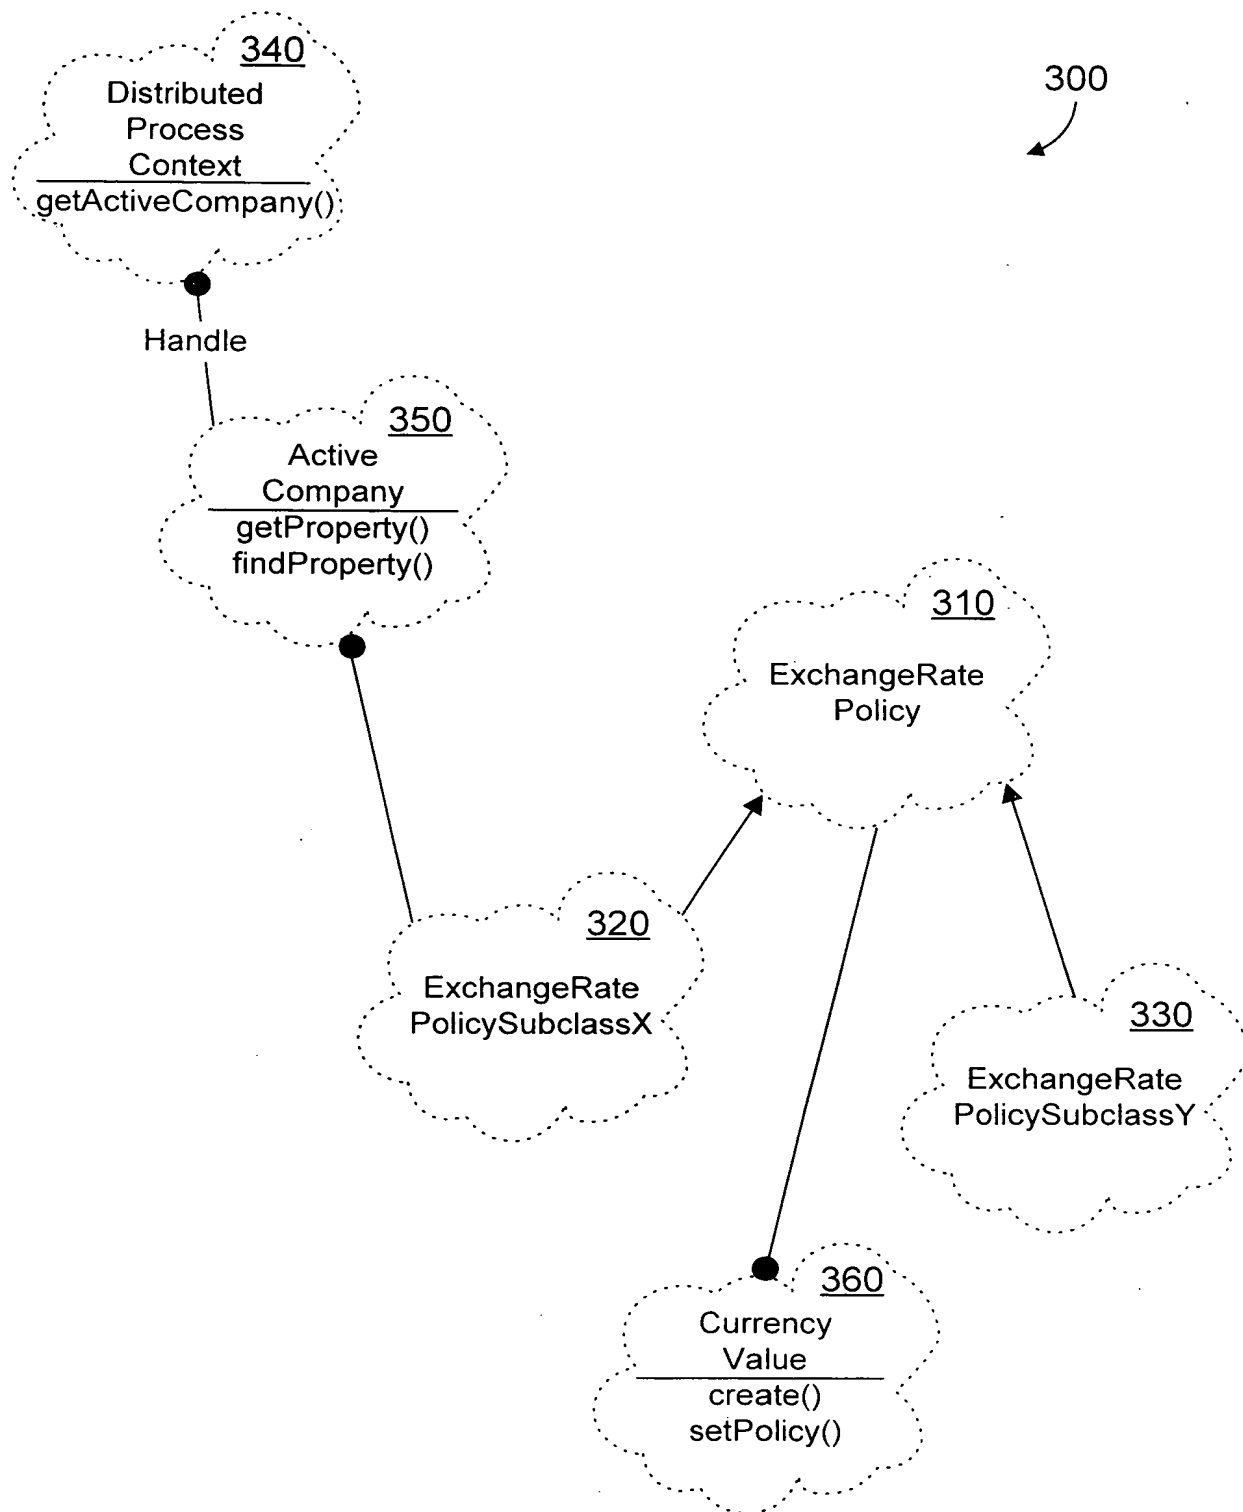 340
Distributed
Process
Context
getActiveCompany()
300
Handle
350
Active
Company
getProperty()
findProperty()
310
ExchangeRate
Policy
320
ExchangeRate
PolicySubclassX
330
ExchangeRate
PolicySubclassY
360
Currency
Value
create()
setPolicy()